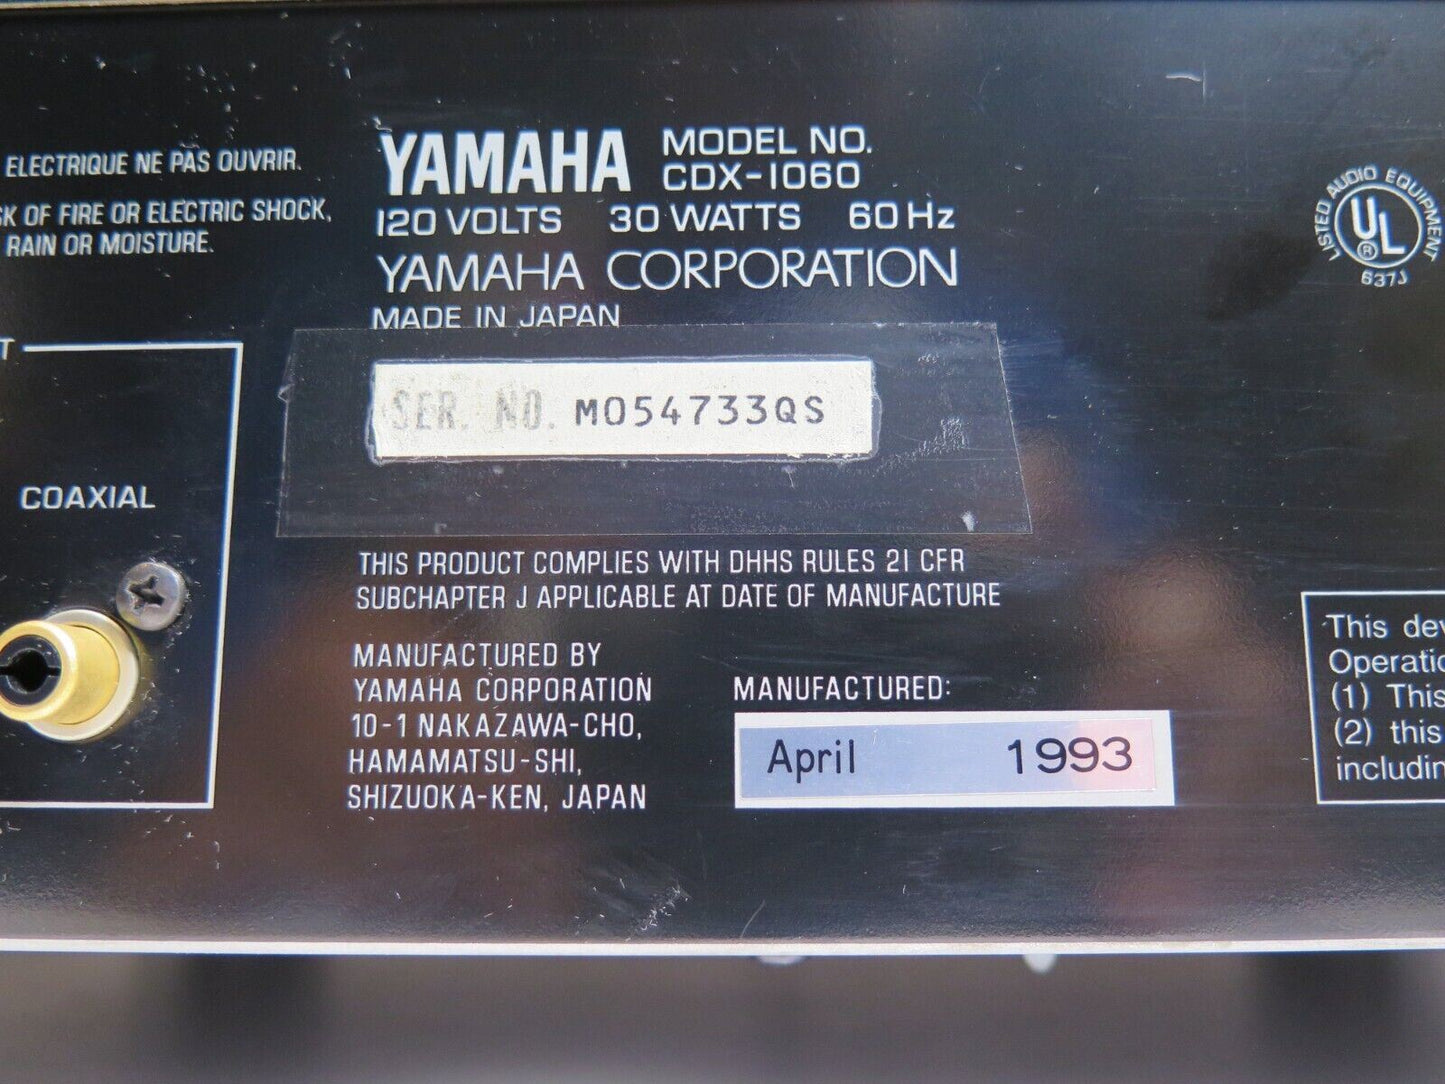 ELECTRIQUE NE PAS OUVRIR.
SK OF FIRE OR ELECTRIC SHOCK,
RAIN OR MOISTURE.
YAMAHA
MODEL NO.
CDX-1060
120 VOLTS 30 WATTS 60 Hz
YAMAHA CORPORATION
MADE IN JAPAN
LISTED AUDIO EQUIPMENT
UL
®
637J
T
SER. NO. M054733QS
COAXIAL
THIS PRODUCT COMPLIES WITH DHHS RULES 21 CFR
SUBCHAPTER J APPLICABLE AT DATE OF MANUFACTURE
MANUFACTURED BY
YAMAHA CORPORATION
10-1 NAKAZAWA-CHO,
HAMAMATSU-SHI,
SHIZUOKA-KEN, JAPAN
MANUFACTURED:
April 1993
This dev
Operatio
(1) This
(2) this
includin